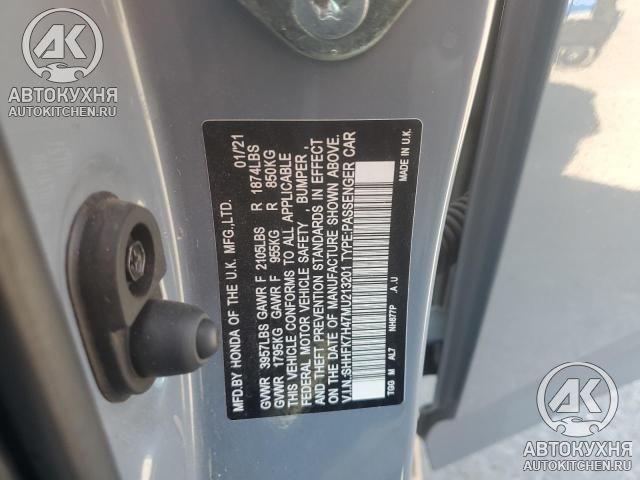 AK
АВТОКУХНЯ
AUTOKITCHEN.RU
MFD.BY HONDA OF THE U.K. MFG.,LTD. 01/21
GVWR 3957LBS GAWR F 2105LBS R 1874LBS
GVWR 1795KG GAWR F 955KG R 850KG
THIS VEHICLE CONFORMS TO ALL APPLICABLE
FEDERAL MOTOR VEHICLE SAFETY, BUMPER,
AND THEFT PREVENTION STANDARDS IN EFFECT
ON THE DATE OF MANUFACTURE SHOWN ABOVE.
V.I.N.:SHHFK7H47MU213201 TYPE:PASSENGER CAR
MADE IN U.K.
TGG M AL7 NH877P A U
AK
АВТОКУХНЯ
AUTOKITCHEN.RU